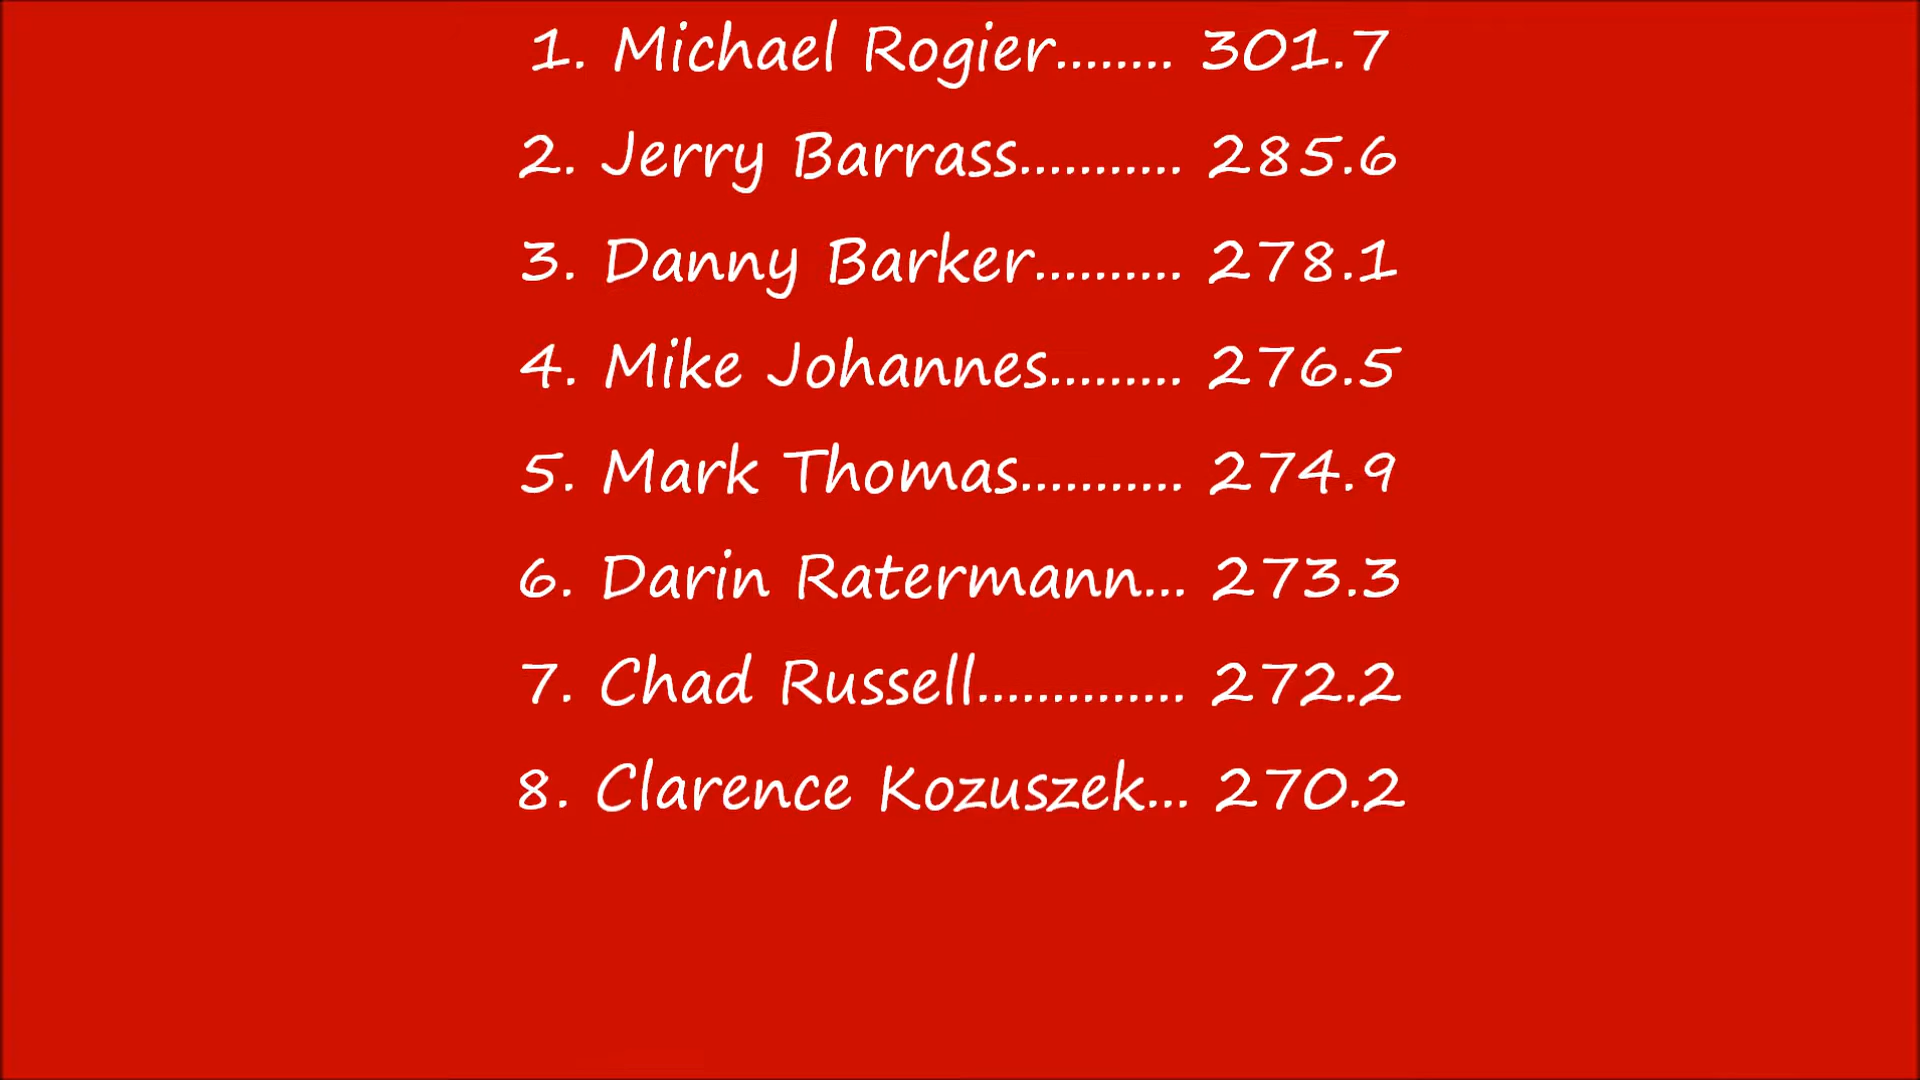 1. Michael Rogier........ 301.7
2. Jerry Barrass........... 285.6
3. Danny Barker.......... 278.1
4. Mike Johannes......... 276.5
5. Mark Thomas........... 274.9
6. Darin Ratermann... 273.3
7. Chad Russell.............. 272.2
8. Clarence Kozuszek... 270.2